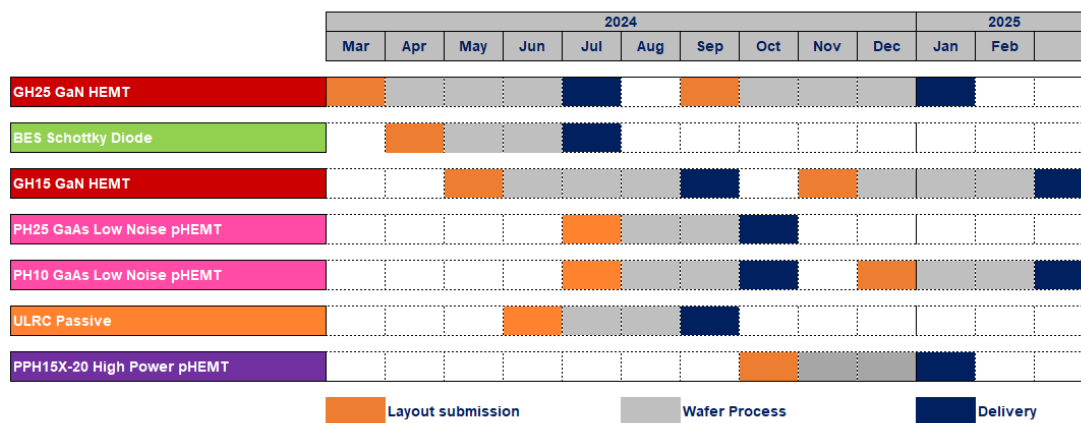 2024 2025
Mar Apr May Jun Jul Aug Sep Oct Nov Dec Jan Feb
GH25 GaN HEMT
BES Schottky Diode
GH15 GaN HEMT
PH25 GaAs Low Noise pHEMT
PH10 GaAs Low Noise pHEMT
ULRC Passive
PPH15X-20 High Power pHEMT
Layout submission Wafer Process Delivery